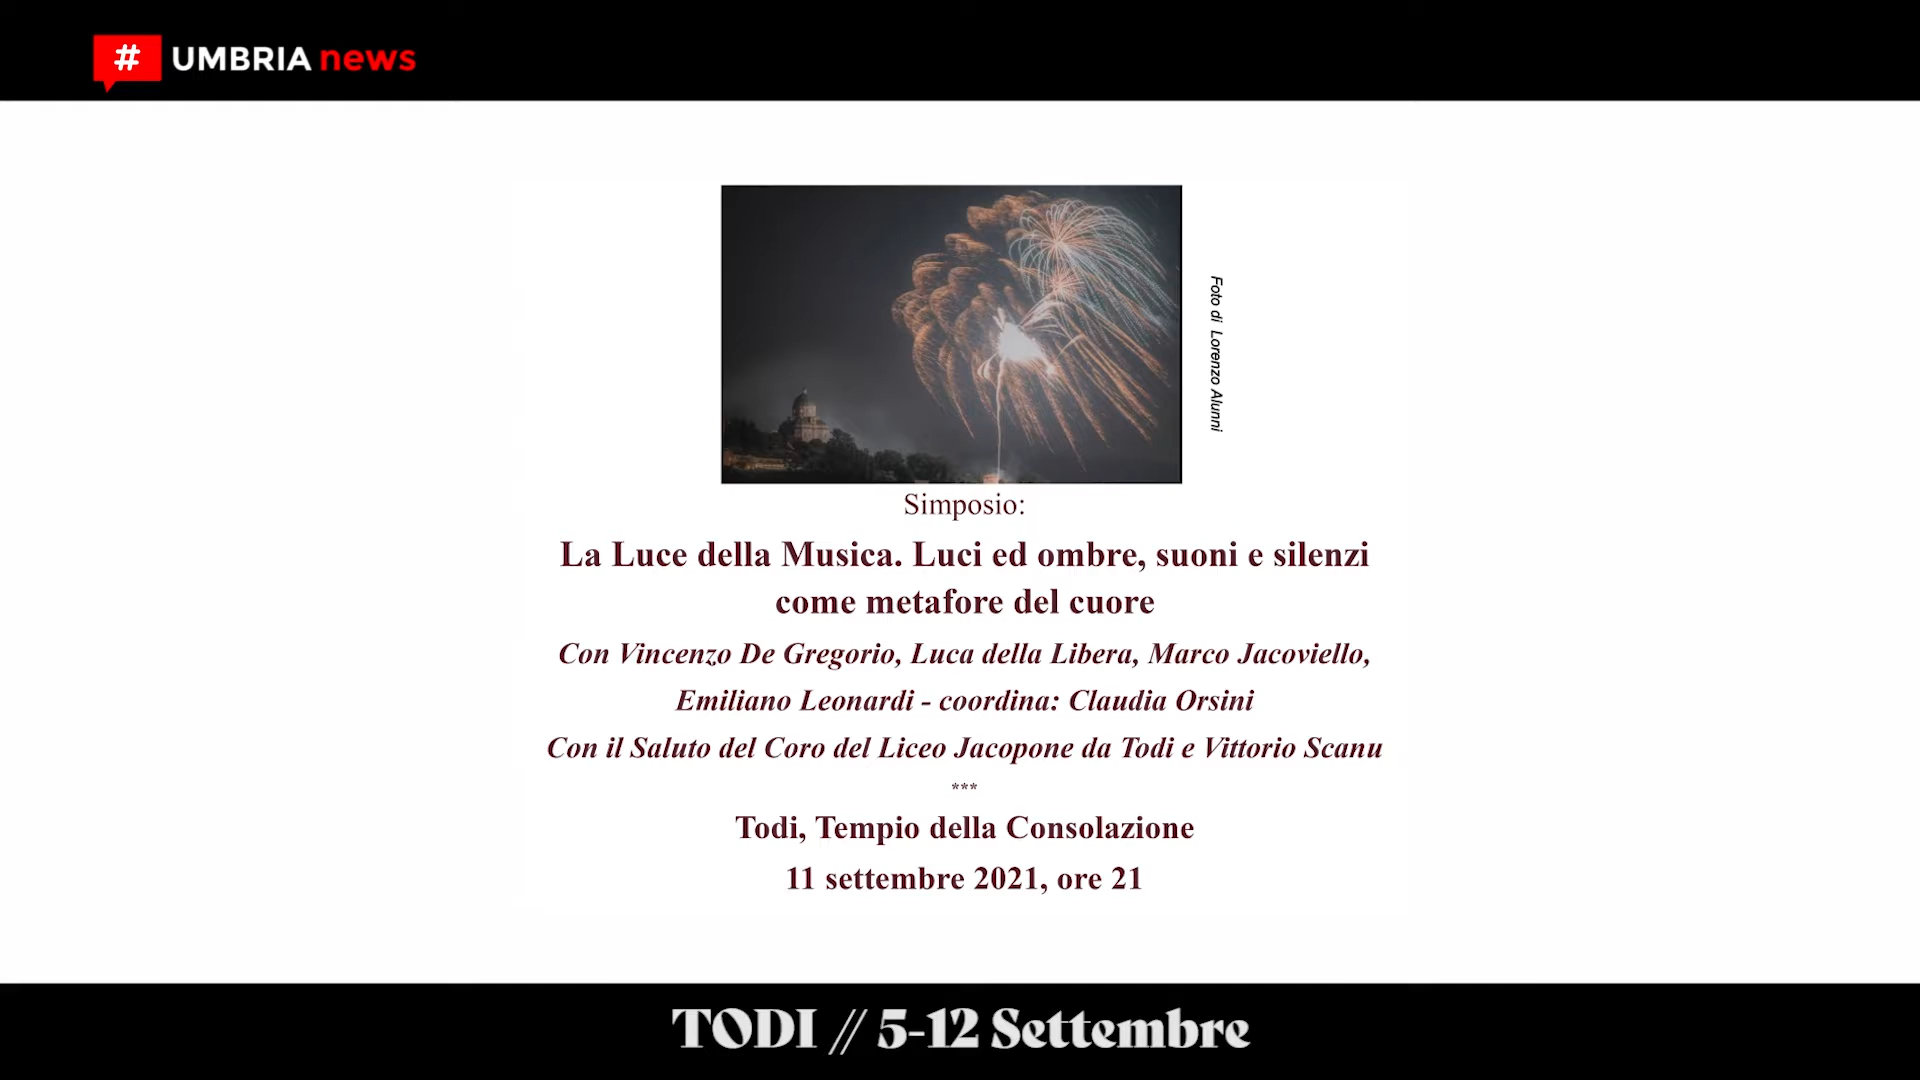 # UMBRIA news
Foto di Lorenzo Alunni
Simposio:
La Luce della Musica. Luci ed ombre, suoni e silenzi
come metafore del cuore
Con Vincenzo De Gregorio, Luca della Libera, Marco Jacoviello,
Emiliano Leonardi - coordina: Claudia Orsini
Con il Saluto del Coro del Liceo Jacopone da Todi e Vittorio Scanu
***
Todi, Tempio della Consolazione
11 settembre 2021, ore 21
TODI // 5-12 Settembre